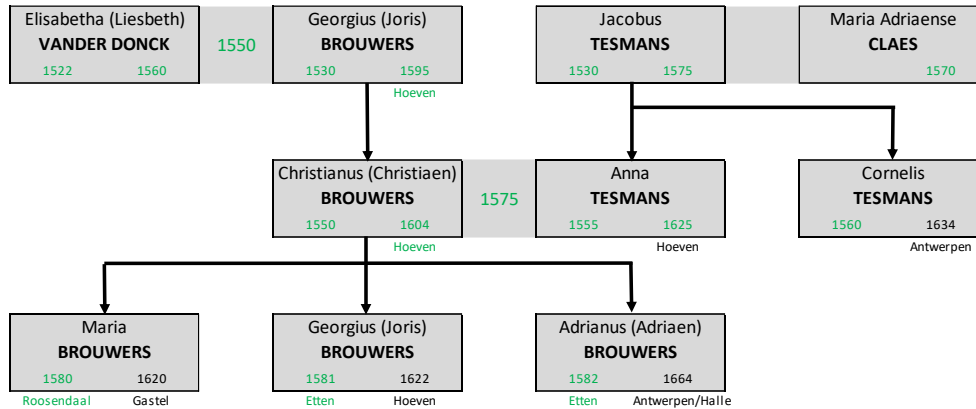 Elisabetha (Liesbeth)
VANDER DONCK
1522 1560
1550
Georgius (Joris)
BROUWERS
1530 1595
Hoeven
Jacobus
TESMANS
1530 1575
Maria Adriaense
CLAES
1570
Christianus (Christiaen)
BROUWERS
1550 1604
Hoeven
1575
Anna
TESMANS
1555 1625
Hoeven
Cornelis
TESMANS
1560 1634
Antwerpen
Maria
BROUWERS
1580 1620
Roosendaal Gastel
Georgius (Joris)
BROUWERS
1581 1622
Etten Hoeven
Adrianus (Adriaen)
BROUWERS
1582 1664
Etten Antwerpen/Halle